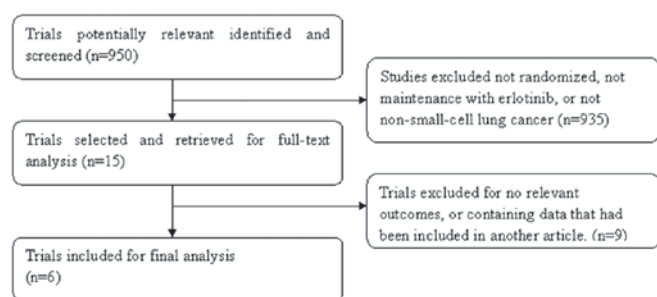 Trials potentially relevant identified and
screened (n=950)
Studies excluded not randomized, not
maintenance with erlotinib, or not
non-small-cell lung cancer (n=935)
Trials selected and retrieved for full-text
analysis (n=15)
Trials excluded for no relevant
outcomes, or containing data that had
been included in another article. (n=9)
Trials included for final analysis
(n=6)